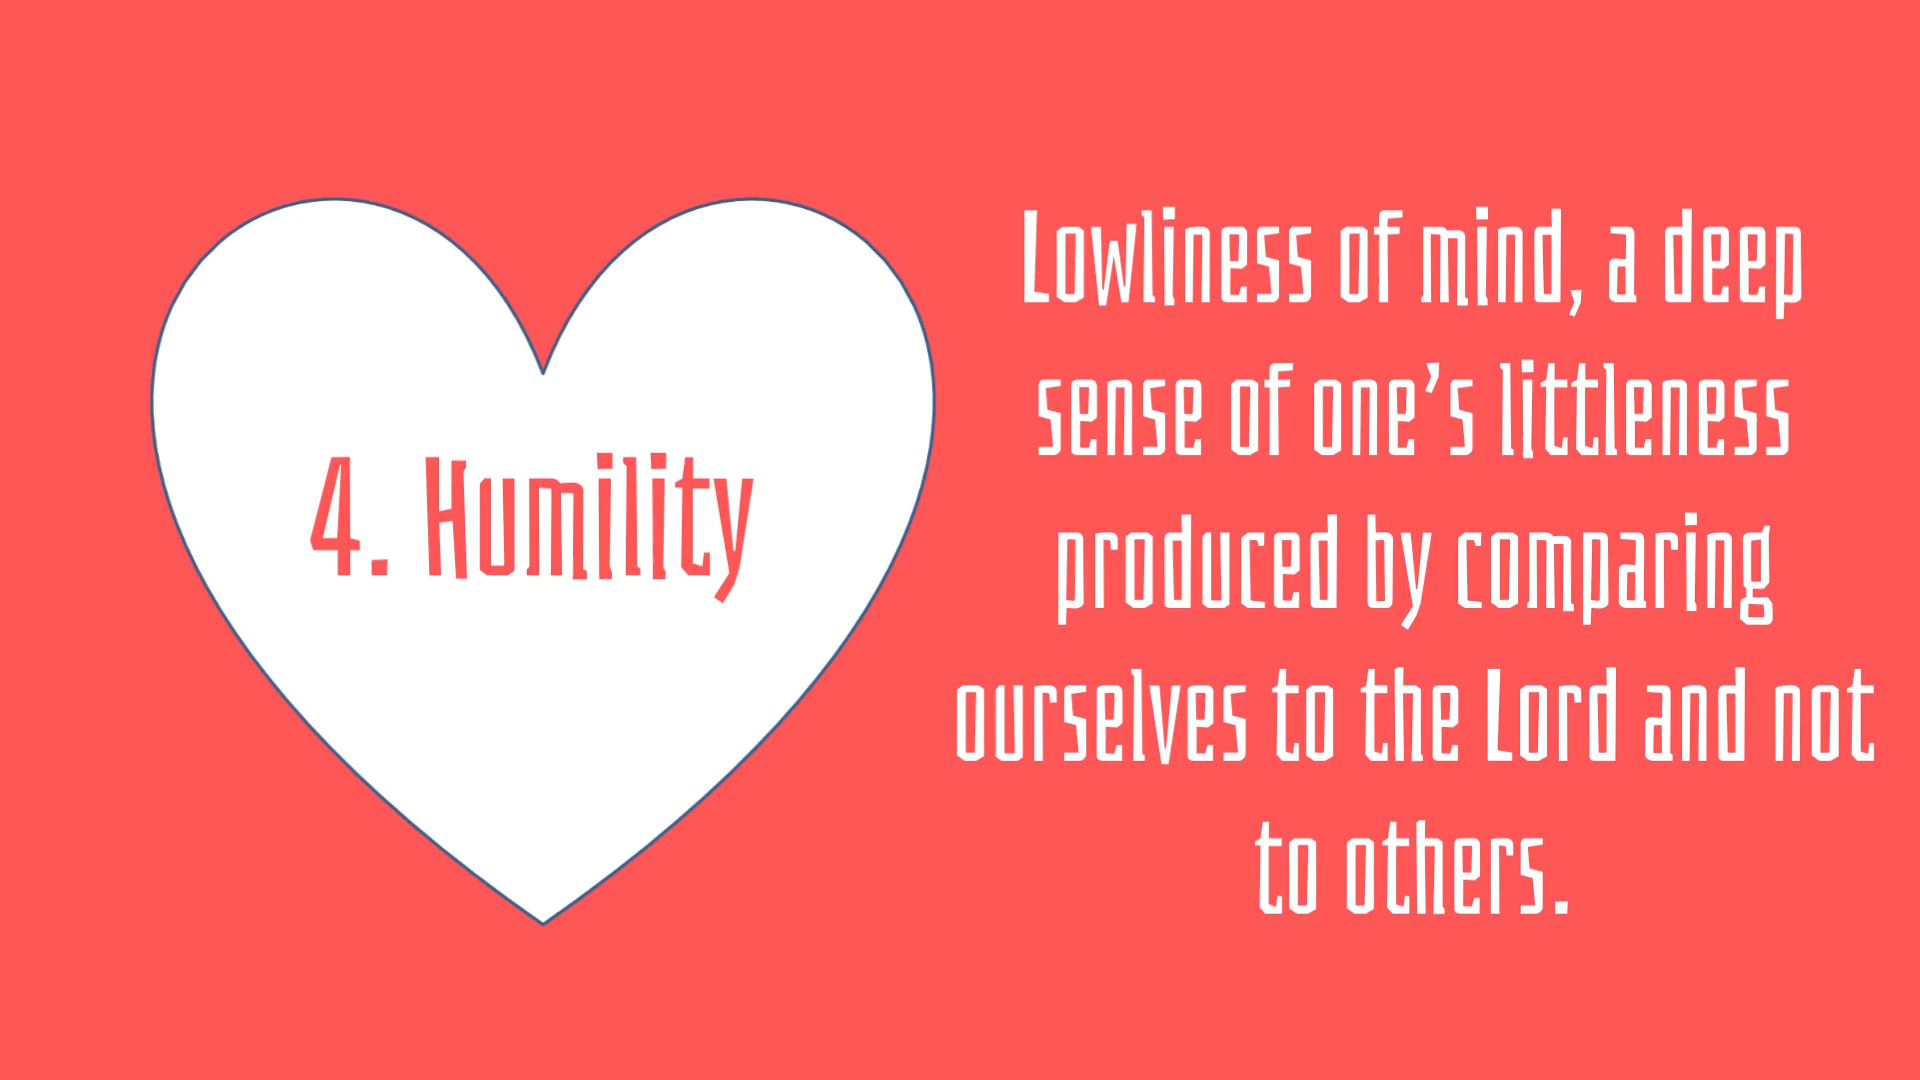 4. Humility
Lowliness of mind, a deep
sense of one’s littleness
produced by comparing
ourselves to the Lord and not
to others.